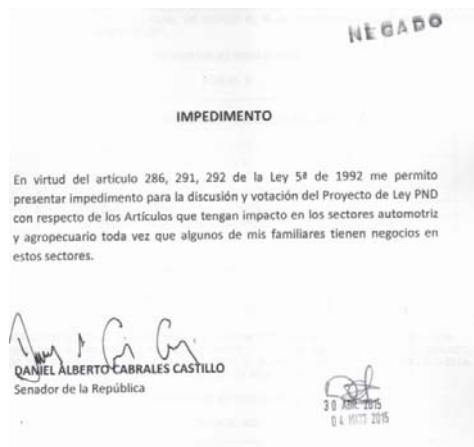 NEGADO
IMPEDIMENTO
En virtud del artículo 286, 291, 292 de la Ley 5ª de 1992 me permito
presentar impedimento para la discusión y votación del Proyecto de Ley PND
con respecto de los Artículos que tengan impacto en los sectores automotriz
y agropecuario toda vez que algunos de mis familiares tienen negocios en
estos sectores.
DANIEL ALBERTO CABRALES CASTILLO
Senador de la República
30 ABR. 2015
04 2015